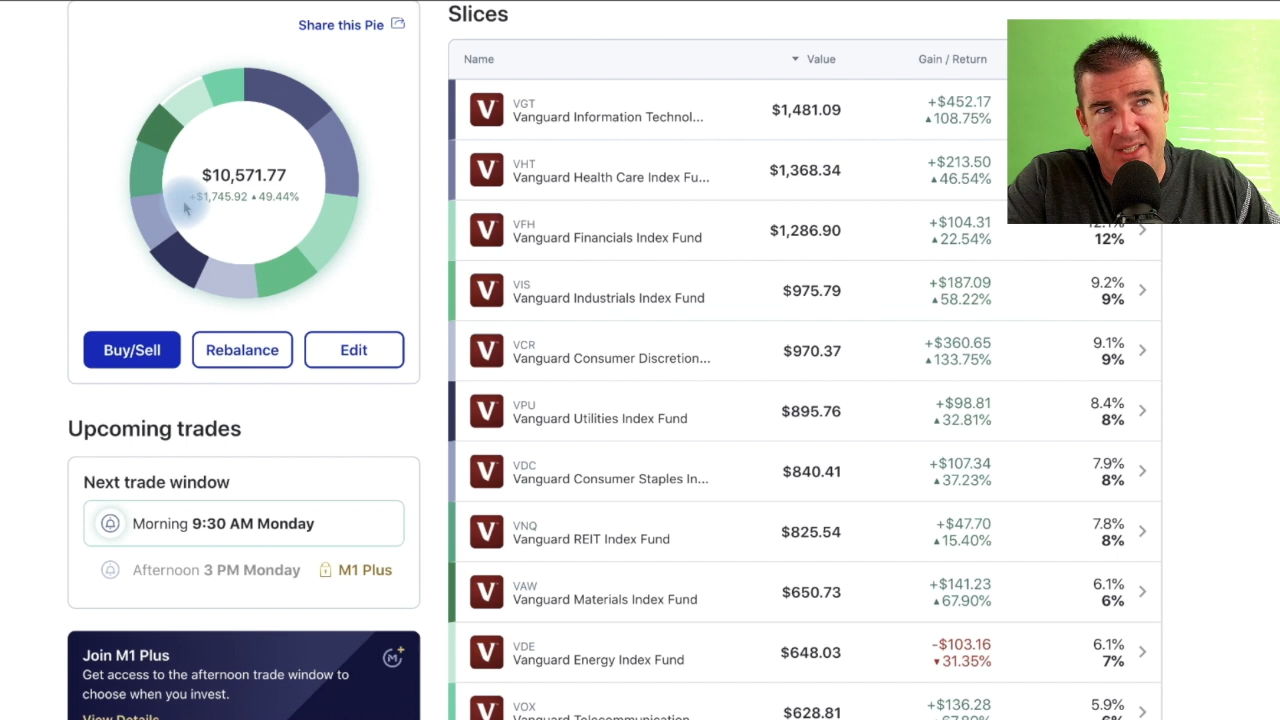 Share this Pie
$10,571.77
+$1,745.92 ▲49.44%
Buy/Sell
Rebalance
Edit
Upcoming trades
Next trade window
Morning 9:30 AM Monday
Afternoon 3 PM Monday M1 Plus
Join M1 Plus
Get access to the afternoon trade window to
choose when you invest.
View Details
Slices
Name Value Gain / Return
V VGT
Vanguard Information Technol...
$1,481.09
+$452.17
▲108.75%
V VHT
Vanguard Health Care Index Fu...
$1,368.34
+$213.50
▲46.54%
V VFH
Vanguard Financials Index Fund
$1,286.90
+$104.31
▲22.54%
12%
V VIS
Vanguard Industrials Index Fund
$975.79
+$187.09
▲58.22%
9.2%
9%
V VCR
Vanguard Consumer Discretion...
$970.37
+$360.65
▲133.75%
9.1%
9%
V VPU
Vanguard Utilities Index Fund
$895.76
+$98.81
▲32.81%
8.4%
8%
V VDC
Vanguard Consumer Staples In...
$840.41
+$107.34
▲37.23%
7.9%
8%
V VNQ
Vanguard REIT Index Fund
$825.54
+$47.70
▲15.40%
7.8%
8%
V VAW
Vanguard Materials Index Fund
$650.73
+$141.23
▲67.90%
6.1%
6%
V VDE
Vanguard Energy Index Fund
$648.03
-$103.16
▼31.35%
6.1%
7%
V VOX
Vanguard Telecommunication
$628.81
+$136.28
5.9%